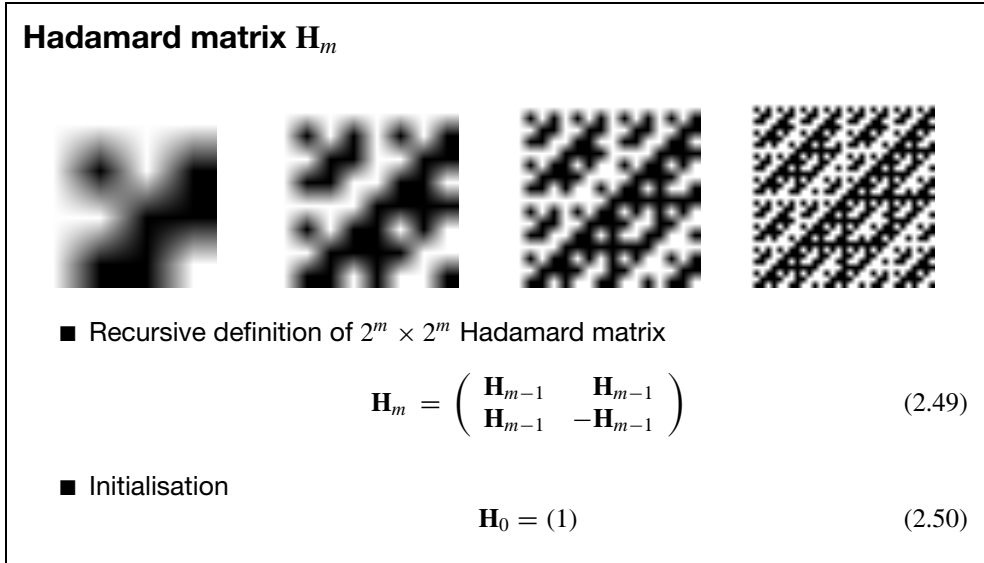 Hadamard matrix H_m
■ Recursive definition of 2^m × 2^m Hadamard matrix
H_m = ( H_{m−1} H_{m−1}
H_{m−1} −H_{m−1} ) (2.49)
■ Initialisation
H_0 = (1) (2.50)